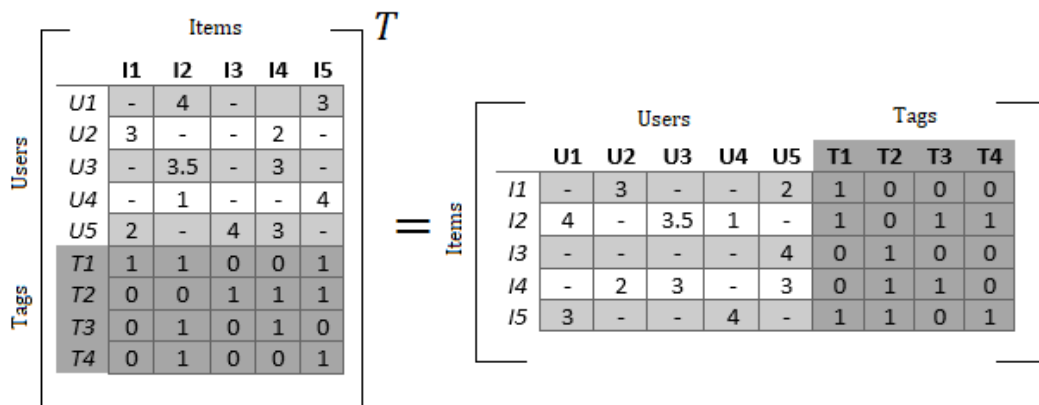 Items
T
I1 I2 I3 I4 I5
U1 - 4 - 3
U2 3 - - 2 -
U3 - 3.5 - 3 -
U4 - 1 - - 4
U5 2 - 4 3 -
T1 1 1 0 0 1
T2 0 0 1 1 1
T3 0 1 0 1 0
T4 0 1 0 0 1
Users
Tags
=
Users Tags
U1 U2 U3 U4 U5 T1 T2 T3 T4
I1 - 3 - - 2 1 0 0 0
I2 4 - 3.5 1 - 1 0 1 1
I3 - - - - 4 0 1 0 0
I4 - 2 3 - 3 0 1 1 0
I5 3 - - 4 - 1 1 0 1
Items